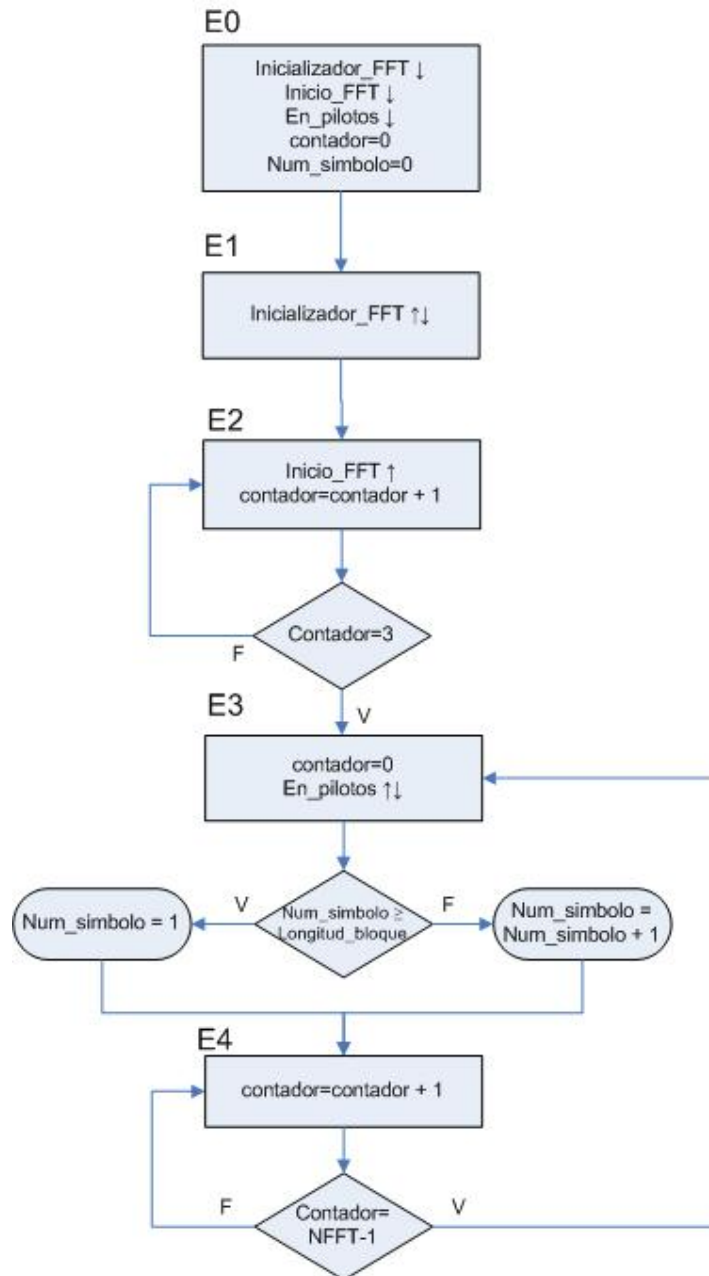 E0
Inicializador_FFT ↓
Inicio_FFT ↓
En_pilotos ↓
contador=0
Num_simbolo=0
E1
Inicializador_FFT ↑↓
E2
Inicio_FFT ↑
contador=contador + 1
Contador=3
F
V
E3
contador=0
En_pilotos ↑↓
Num_simbolo ≥
Longitud_bloque
V
F
Num_simbolo = 1
Num_simbolo =
Num_simbolo + 1
E4
contador=contador + 1
Contador=
NFFT-1
F
V